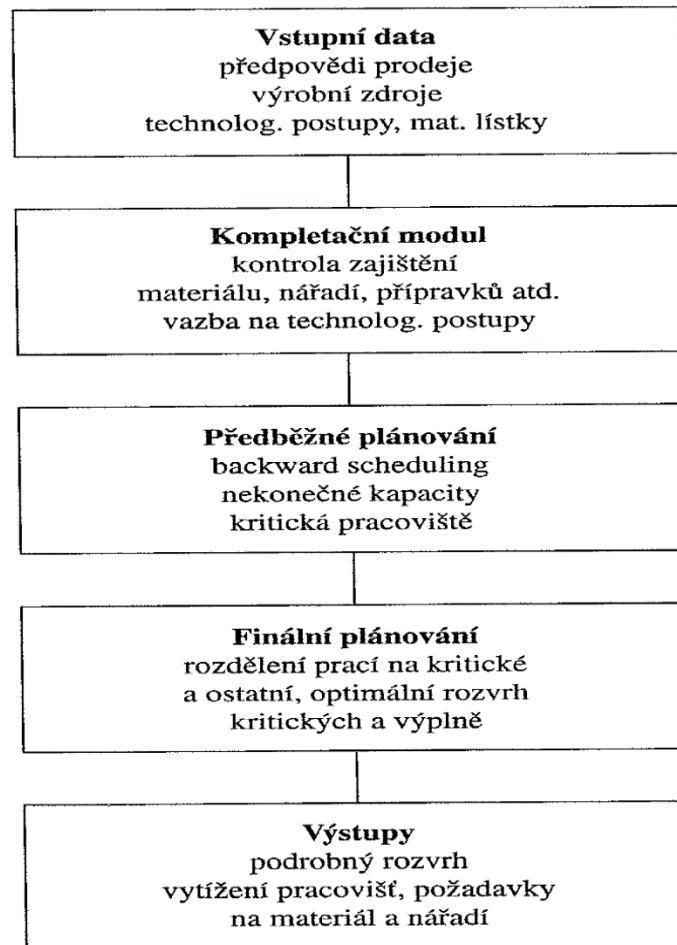 Vstupní data
předpovědi prodeje
výrobní zdroje
technolog. postupy, mat. lístky
Kompletační modul
kontrola zajištění
materiálu, nářadí, přípravků atd.
vazba na technolog. postupy
Předběžné plánování
backward scheduling
nekonečné kapacity
kritická pracoviště
Finální plánování
rozdělení prací na kritické
a ostatní, optimální rozvrh
kritických a výplně
Výstupy
podrobný rozvrh
vytížení pracovišť, požadavky
na materiál a nářadí